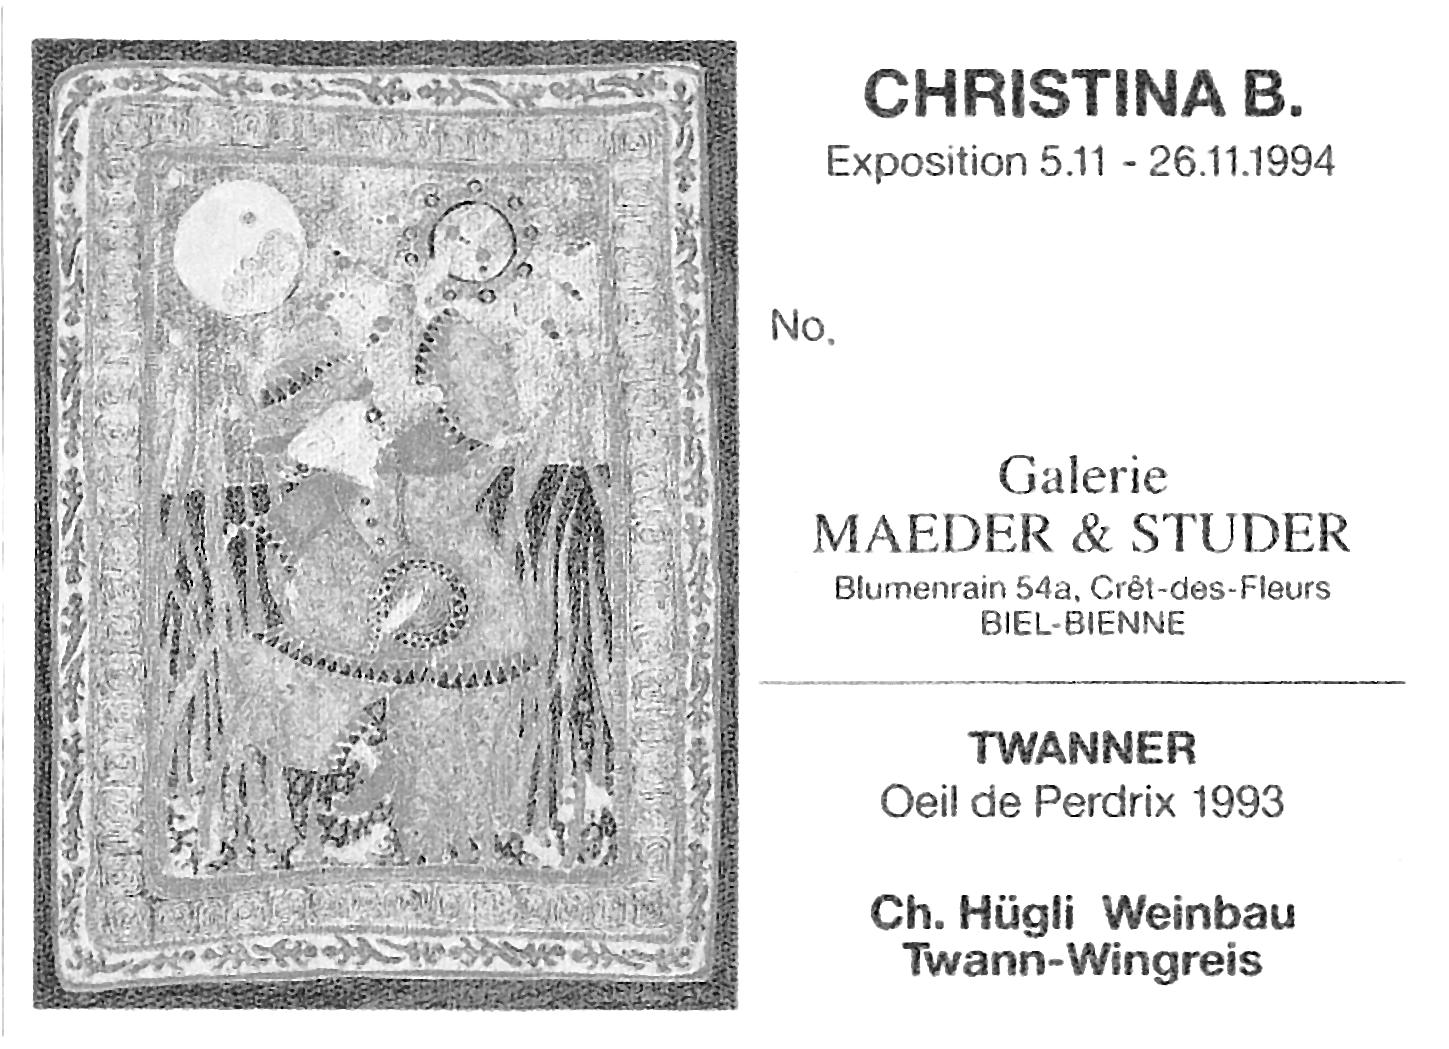 CHRISTINA B.
Exposition 5.11 - 26.11.1994
No.
Galerie
MAEDER & STUDER
Blumenrain 54a, Crêt-des-Fleurs
BIEL-BIENNE
TWANNER
Oeil de Perdrix 1993
Ch. Hügli Weinbau
Twann-Wingreis